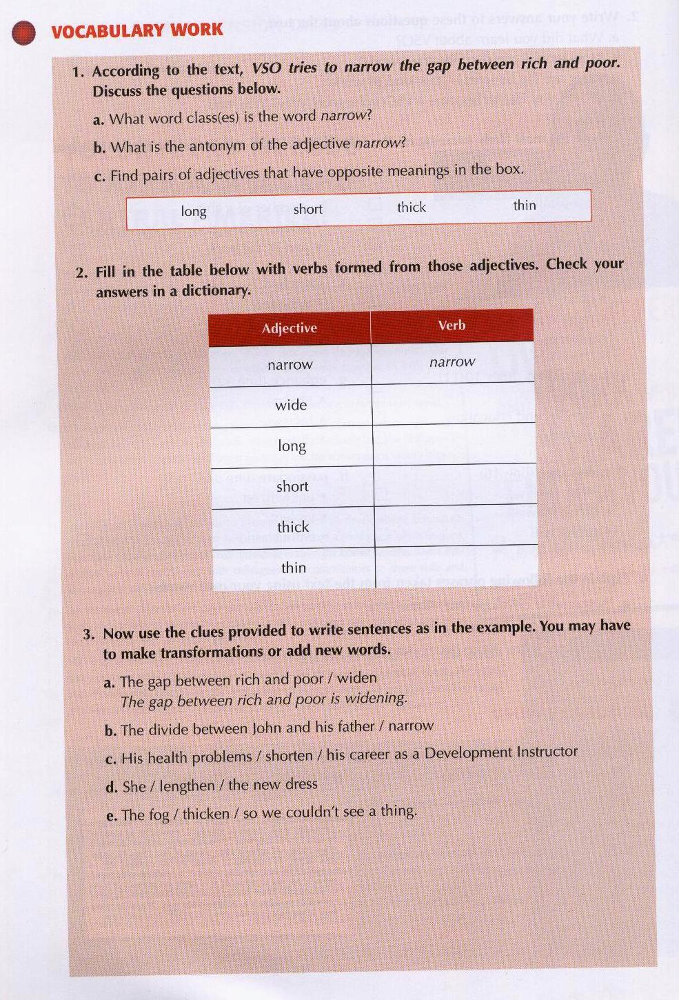 VOCABULARY WORK
1. According to the text, VSO tries to narrow the gap between rich and poor.
Discuss the questions below.
a. What word class(es) is the word narrow?
b. What is the antonym of the adjective narrow?
c. Find pairs of adjectives that have opposite meanings in the box.
long short thick thin
2. Fill in the table below with verbs formed from those adjectives. Check your
answers in a dictionary.
Adjective Verb
narrow narrow
wide
long
short
thick
thin
3. Now use the clues provided to write sentences as in the example. You may have
to make transformations or add new words.
a. The gap between rich and poor / widen
The gap between rich and poor is widening.
b. The divide between John and his father / narrow
c. His health problems / shorten / his career as a Development Instructor
d. She / lengthen / the new dress
e. The fog / thicken / so we couldn't see a thing.